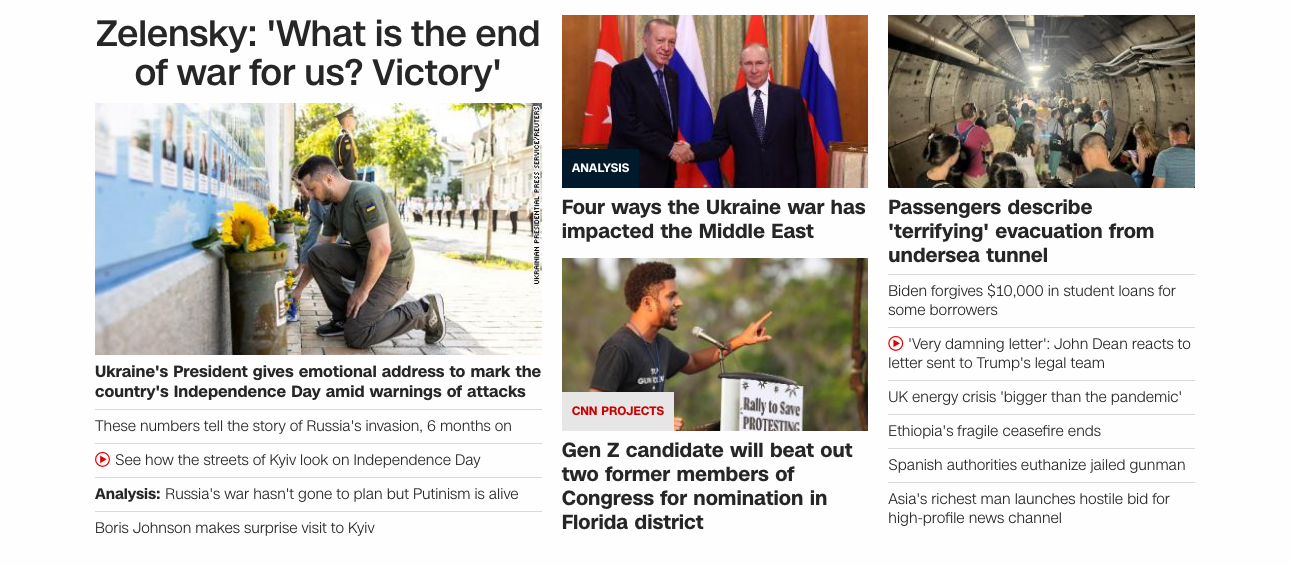 Zelensky: 'What is the end
of war for us? Victory'
UKRAINIAN PRESIDENTIAL PRESS SERVICE/REUTERS
Ukraine's President gives emotional address to mark the
country's Independence Day amid warnings of attacks
These numbers tell the story of Russia's invasion, 6 months on
See how the streets of Kyiv look on Independence Day
Analysis: Russia's war hasn't gone to plan but Putinism is alive
Boris Johnson makes surprise visit to Kyiv
ANALYSIS
Four ways the Ukraine war has
impacted the Middle East
Rally to Save
PROTESTING
CNN PROJECTS
Gen Z candidate will beat out
two former members of
Congress for nomination in
Florida district
Passengers describe
'terrifying' evacuation from
undersea tunnel
Biden forgives $10,000 in student loans for
some borrowers
'Very damning letter': John Dean reacts to
letter sent to Trump's legal team
UK energy crisis 'bigger than the pandemic'
Ethiopia's fragile ceasefire ends
Spanish authorities euthanize jailed gunman
Asia's richest man launches hostile bid for
high-profile news channel